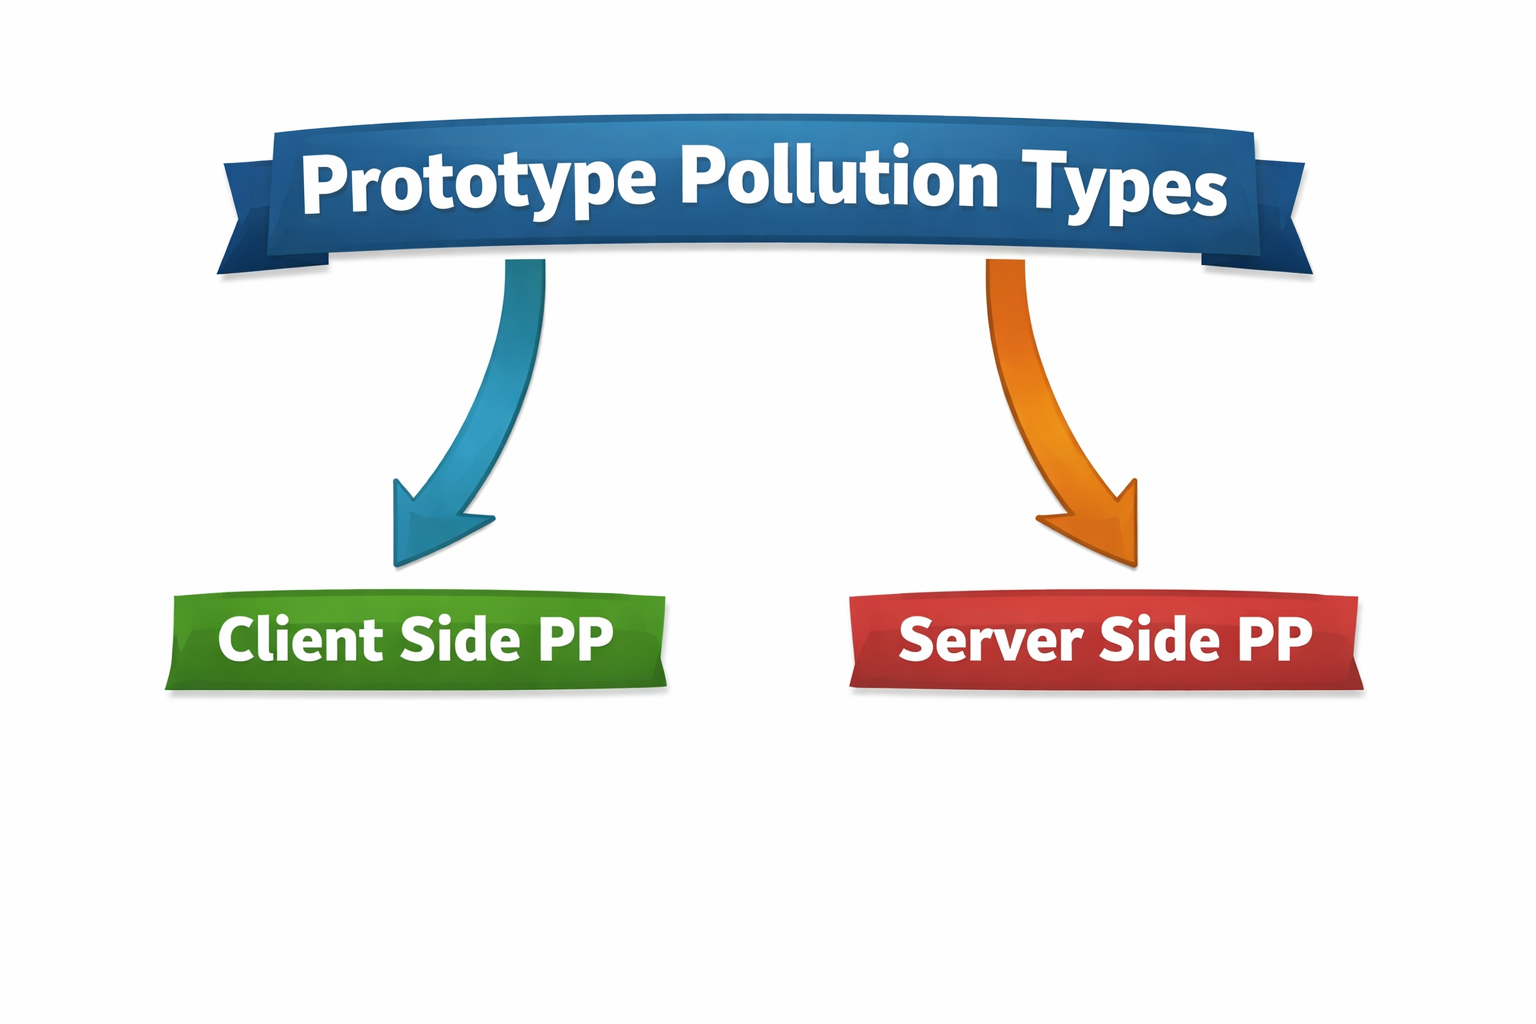 Prototype Pollution Types
Client Side PP
Server Side PP